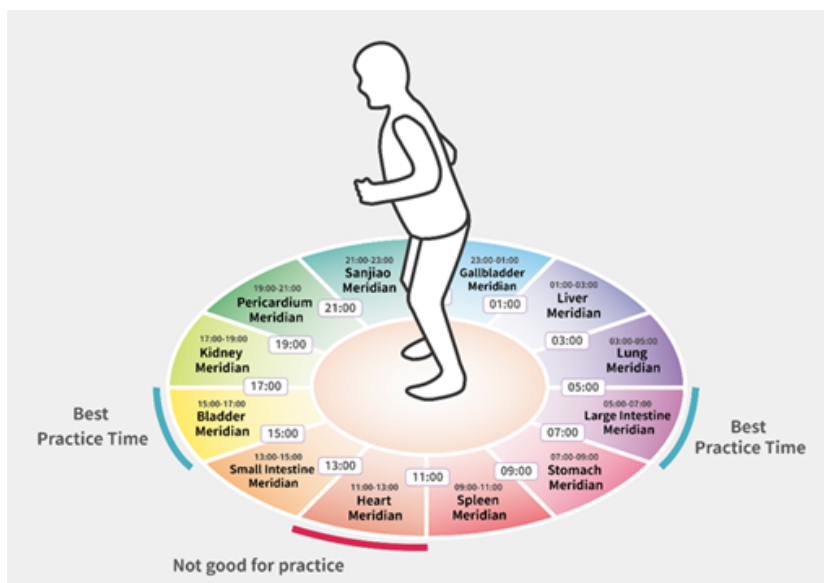 21:00-23:00
Sanjiao
Meridian
23:00-01:00
Gallbladder
Meridian
01:00
01:00-03:00
Liver
Meridian
03:00
03:00-05:00
Lung
Meridian
05:00
05:00-07:00
Large Intestine
Meridian
07:00
07:00-09:00
Stomach
Meridian
09:00
09:00-11:00
Spleen
Meridian
11:00
11:00-13:00
Heart
Meridian
13:00
13:00-15:00
Small Intestine
Meridian
15:00
15:00-17:00
Bladder
Meridian
17:00
17:00-19:00
Kidney
Meridian
19:00
19:00-21:00
Pericardium
Meridian
21:00
Best
Practice Time
Best
Practice Time
Not good for practice